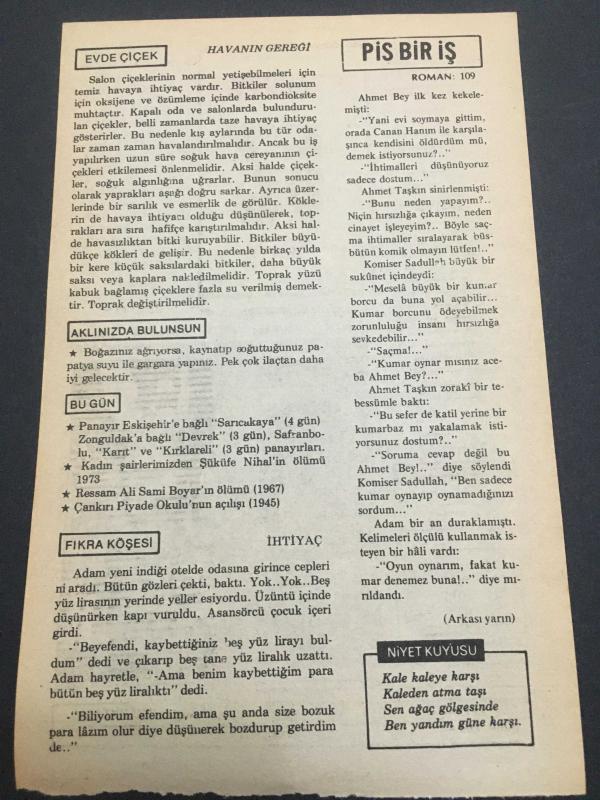 EVDE ÇİÇEK
HAVANIN GEREĞİ
Salon çiçeklerinin normal yetişebilmeleri için
temiz havaya ihtiyaç vardır. Bitkiler solunum
için oksijene ve özümleme içinde karbondioksite
muhtaçtır. Kapalı oda ve salonlarda bulunduru-
lan çiçekler, belli zamanlarda taze havaya ihtiyaç
gösterirler. Bu nedenle kış aylarında bu tür oda-
lar zaman zaman havalandırılmalıdır. Ancak bu iş
yapılırken uzun süre soğuk hava cereyanının çi-
çekleri etkilemesi önlenmelidir. Aksi halde çiçek-
ler, soğuk algınlığına uğrarlar. Bunun sonucu
olarak yaprakları aşağı doğru sarkar. Ayrıca üzer-
lerinde bir sarılık ve esmerlik de görülür. Kökle-
rin de havaya ihtiyacı olduğu düşünülerek, top-
rakları ara sıra hafifçe karıştırılmalıdır. Aksi hal-
de havasızlıktan bitki kuruyabilir. Bitkiler büyü-
dükçe kökleri de gelişir. Bu nedenle birkaç yılda
bir kere küçük saksılardaki bitkiler, daha büyük
saksı veya kaplara nakledilmelidir. Toprak yüzü
kabuk bağlamış çiçeklere fazla su verilmiş demek-
tir. Toprak değiştirilmelidir.
AKLINIZDA BULUNSUN
★ Boğazınız ağrıyorsa, kaynatıp soğuttuğunuz pa-
patya suyu ile gargara yapınız. Pek çok ilaçtan daha
iyi gelecektir.
BU GÜN
★ Panayır Eskişehir'e bağlı "Sarıcakaya" (4 gün)
Zonguldak'a bağlı "Devrek" (3 gün), Safranbo-
lu, "Karıt" ve "Kırklareli" (3 gün) panayırları.
★ Kadın şairlerimizden Şükûfe Nihal'in ölümü
1973
★ Ressam Ali Sami Boyar'ın ölümü (1967)
★ Çankırı Piyade Okulu'nun açılışı (1945)
FIKRA KÖŞESİ
İHTİYAÇ
Adam yeni indiği otelde odasına girince cepleri
ni aradı. Bütün gözleri çekti, baktı. Yok..Yok..Beş
yüz lirasının yerinde yeller esiyordu. Üzüntü içinde
düşünürken kapı vuruldu. Asansörcü çocuk içeri
girdi.
-"Beyefendi, kaybettiğiniz beş yüz lirayı bul-
dum" dedi ve çıkarıp beş tane yüz liralık uzattı.
Adam hayretle, "-Ama benim kaybettiğim para
bütün beş yüz liralıktı" dedi.
-"Biliyorum efendim, ama şu anda size bozuk
para lâzım olur diye düşünerek bozdurup getirdim
de.."
PİS BİR İŞ
ROMAN: 109
Ahmet Bey ilk kez kekele-
mişti:
-"Yani evi soymaya gittim,
orada Canan Hanım ile karşıla-
şınca kendisini öldürdüm mü,
demek istiyorsunuz?.."
-"İhtimalleri düşünüyoruz
sadece dostum..."
Ahmet Taşkın sinirlenmişti:
-"Bunu neden yapayım?..
Niçin hırsızlığa çıkayım, neden
cinayet işleyeyim?.. Böyle saç-
ma ihtimaller sıralayarak büs-
bütün komik olmayın lütfen!.."
Komiser Sadullah büyük bir
sukûnet içindeydi:
-"Meselâ büyük bir kumar
borcu da buna yol açabilir...
Kumar borcunu ödeyebilmek
zorunluluğu insanı hırsızlığa
sevkedebilir..."
-"Saçma!..."
-"Kumar oynar mısınız ace-
ba Ahmet Bey?..."
Ahmet Taşkın zorakî bir te-
bessümle baktı:
-"Bu sefer de katil yerine bir
kumarbaz mı yakalamak isti-
yorsunuz dostum?.."
-"Soruma cevap değil bu
Ahmet Bey!.." diye söylendi
Komiser Sadullah, "Ben sadece
kumar oynayıp oynamadığınızı
sordum..."
Adam bir an duraklamıştı.
Kelimeleri ölçülü kullanmak is-
teyen bir hâli vardı:
-"Oyun oynarım, fakat ku-
mar denemez buna!.." diye mı-
rıldandı.
(Arkası yarın)
NİYET KUYUSU
Kale kaleye karşı
Kaleden atma taşı
Sen ağaç gölgesinde
Ben yandım güne karşı.